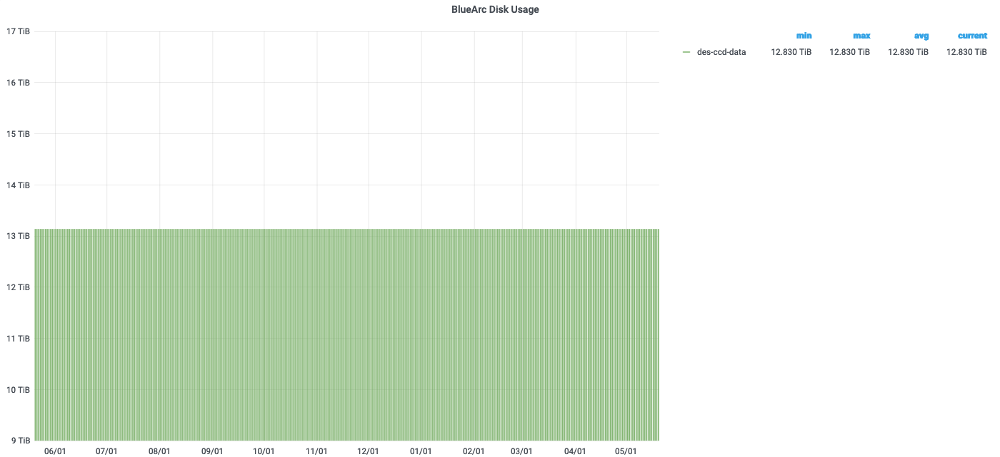 BlueArc Disk Usage
17 TiB
16 TiB
15 TiB
14 TiB
13 TiB
12 TiB
11 TiB
10 TiB
9 TiB
06/01 07/01 08/01 09/01 10/01 11/01 12/01 01/01 02/01 03/01 04/01 05/01
min max avg current
des-ccd-data 12.830 TiB 12.830 TiB 12.830 TiB 12.830 TiB